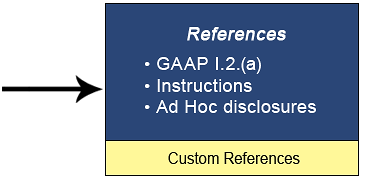 References
• GAAP I.2.(a)
• Instructions
• Ad Hoc disclosures
Custom References